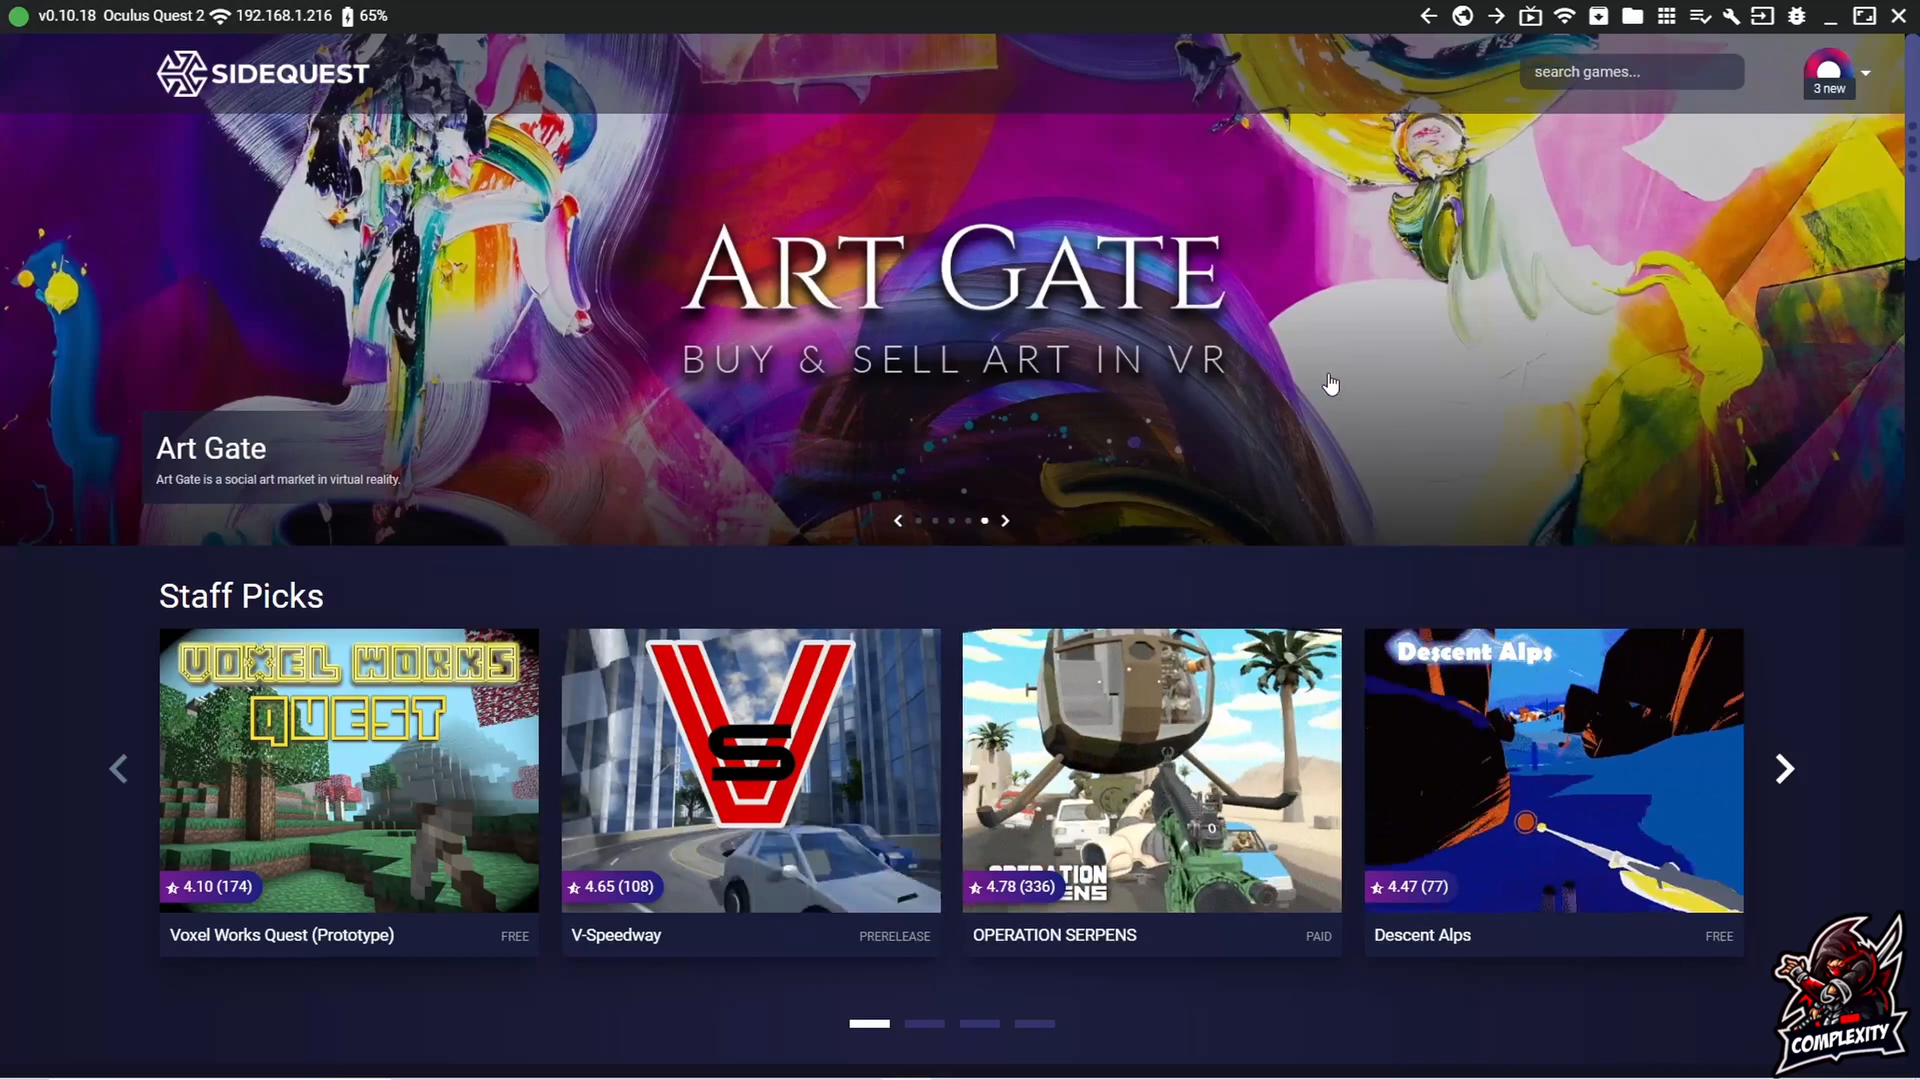 v0.10.18 Oculus Quest 2 192.168.1.216 65%
SIDEQUEST
search games...
3 new
ART GATE
BUY & SELL ART IN VR
Art Gate
Art Gate is a social art market in virtual reality.
Staff Picks
VOXEL WORKS
QUEST
4.10 (174)
Voxel Works Quest (Prototype)
FREE
VS
4.65 (108)
V-Speedway
PRERELEASE
OPERATION
4.78 (336)
OPERATION SERPENS
PAID
Descent Alps
4.47 (77)
Descent Alps
FREE
COMPLEXITY